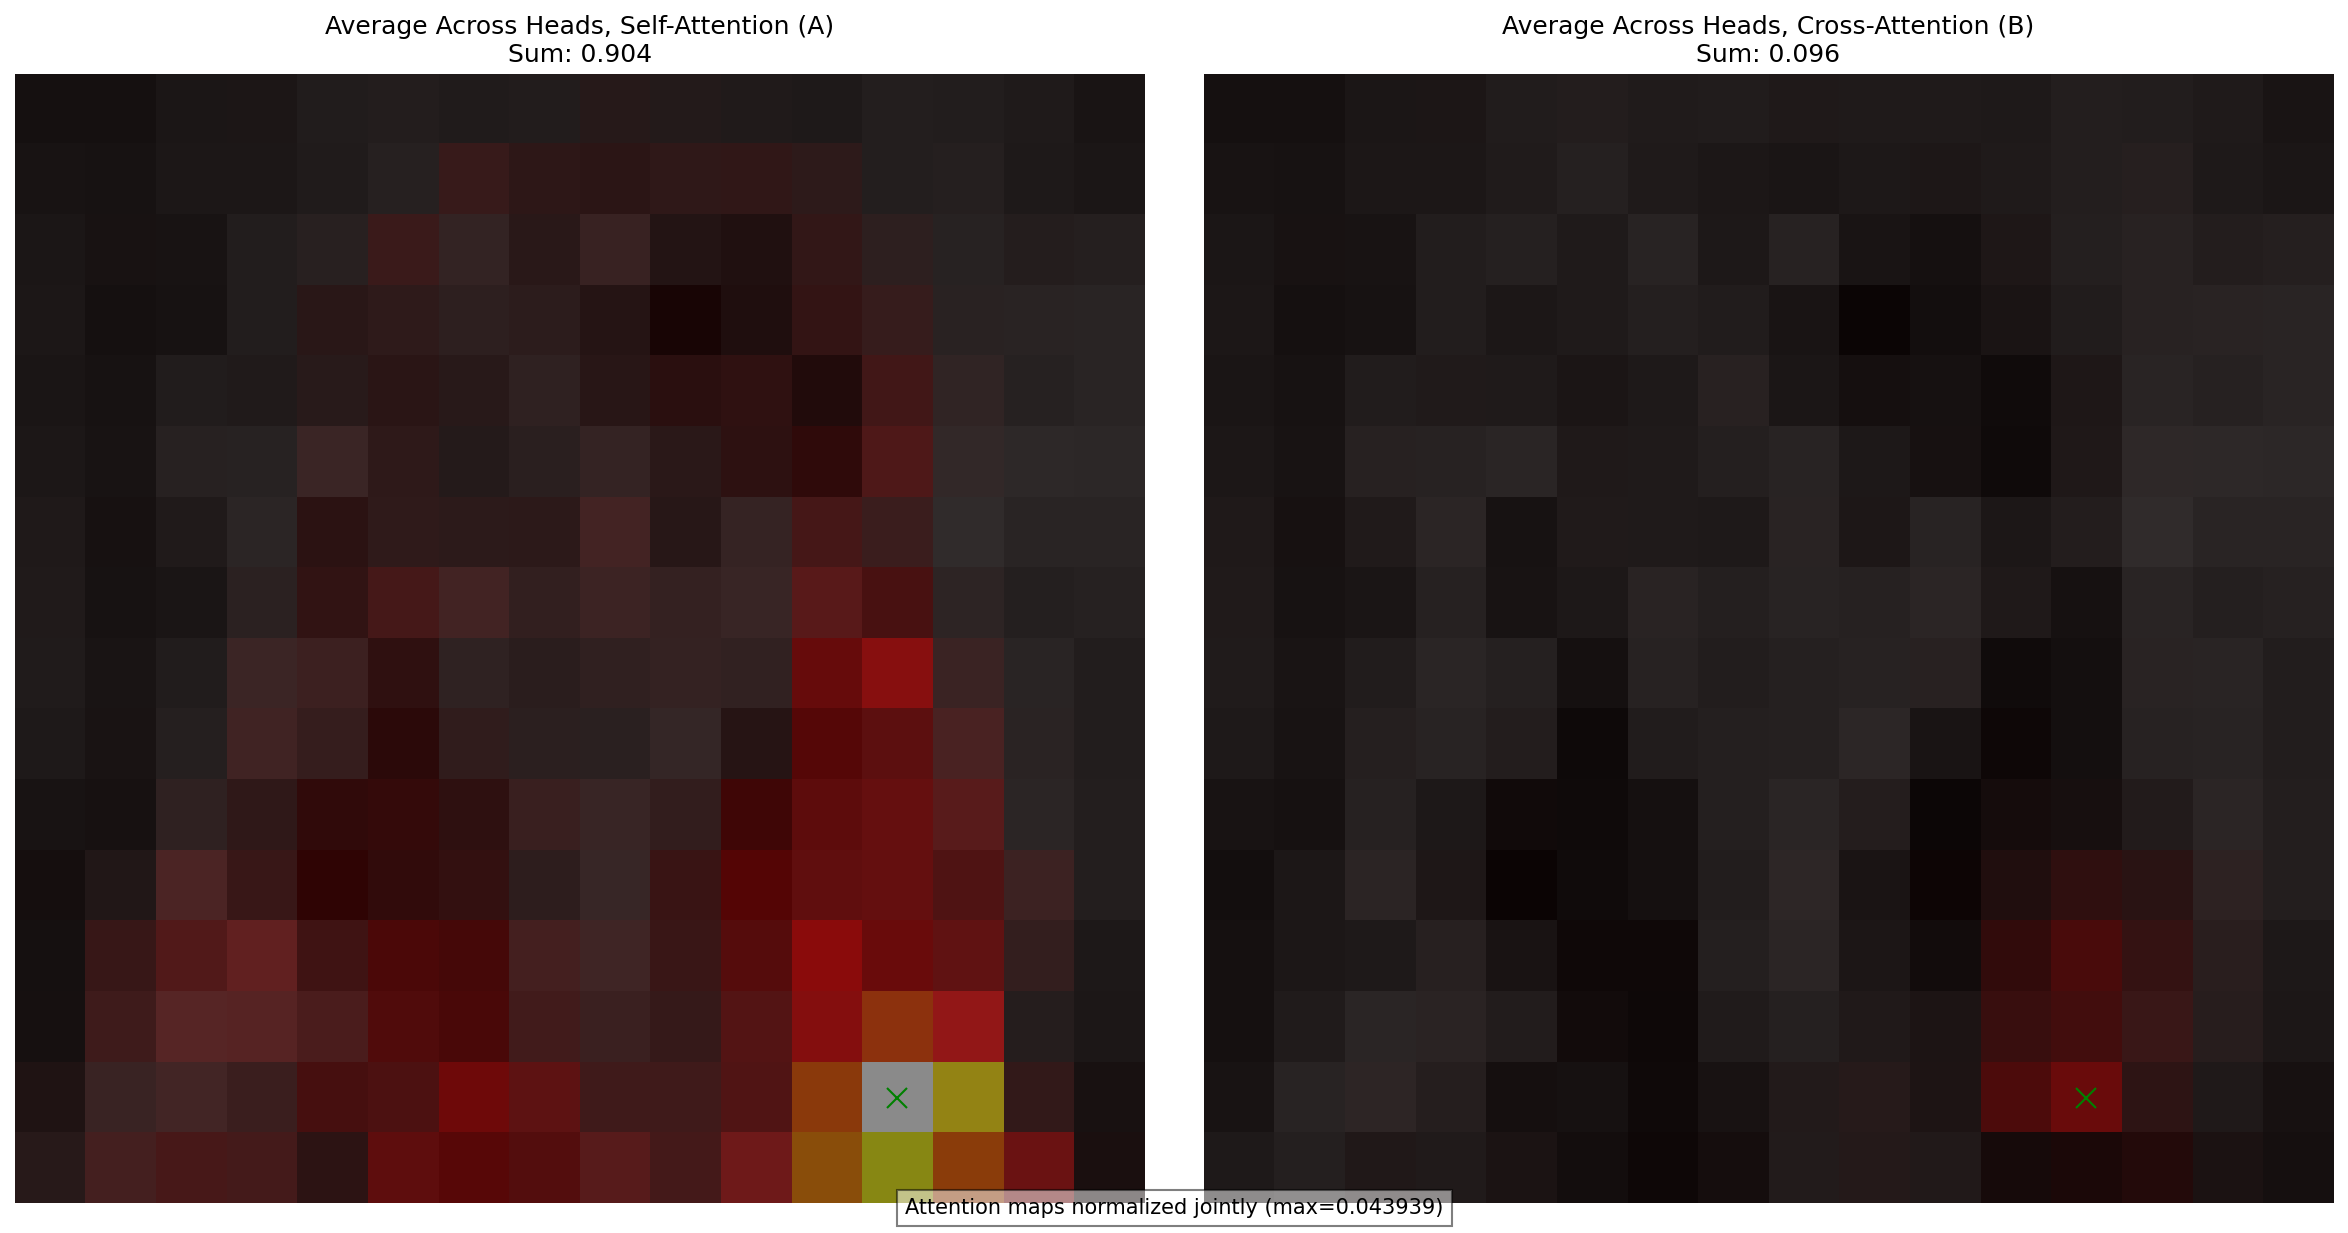 Average Across Heads, Self-Attention (A)
Sum: 0.904
Average Across Heads, Cross-Attention (B)
Sum: 0.096
Attention maps normalized jointly (max=0.043939)